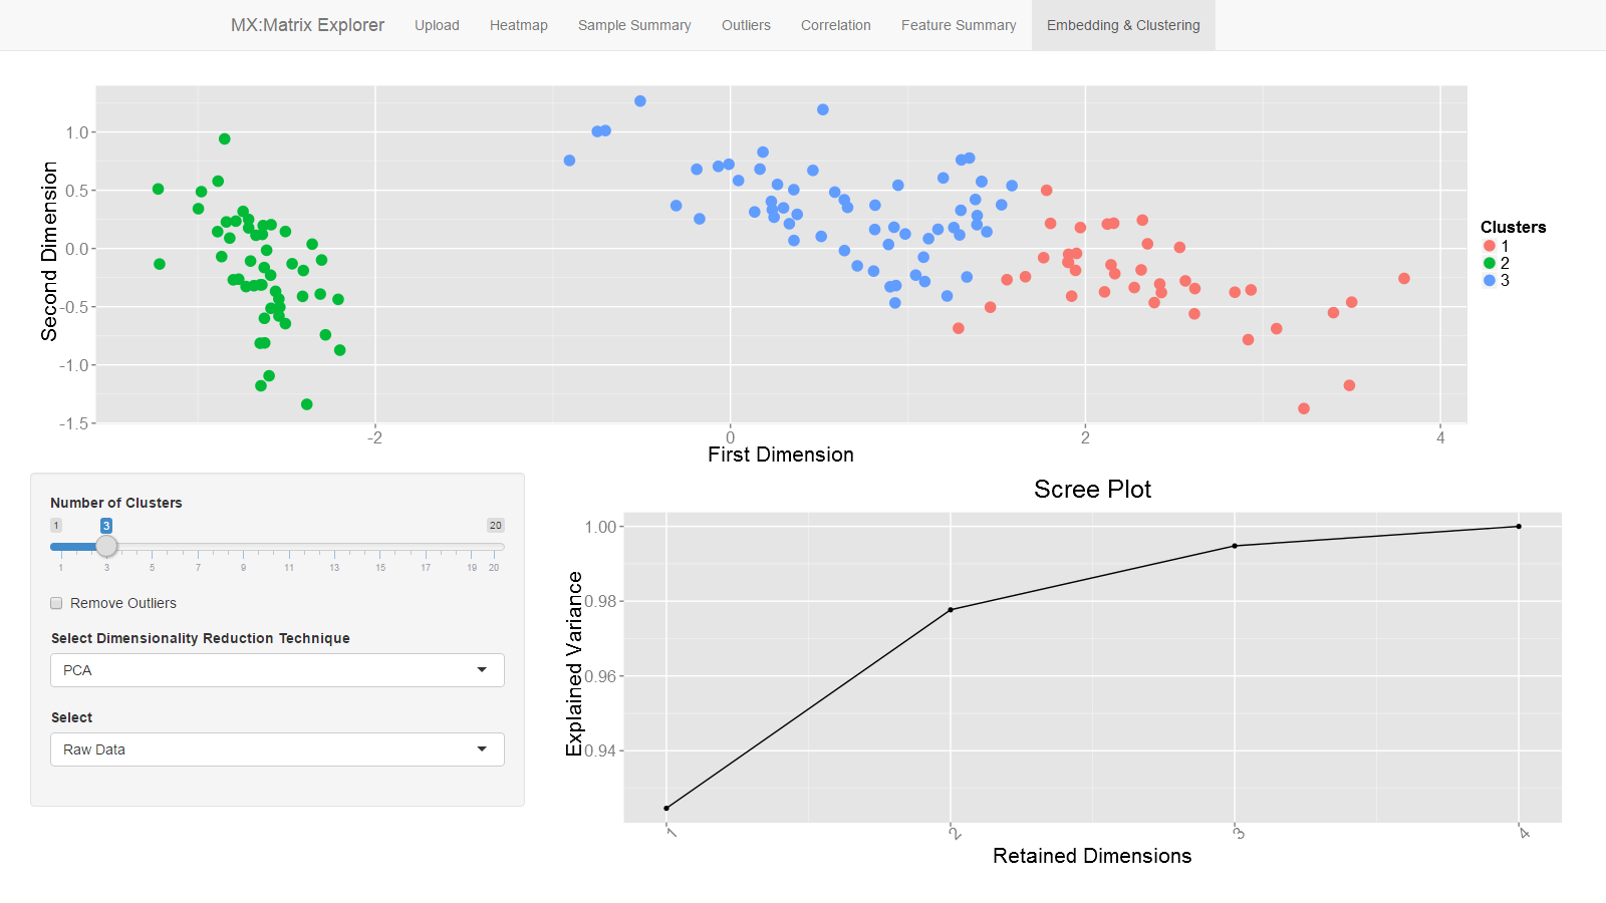 MX:Matrix Explorer Upload Heatmap Sample Summary Outliers Correlation Feature Summary Embedding & Clustering
Second Dimension
1.0
0.5
0.0
-0.5
-1.0
-1.5
-2 0 2 4
First Dimension
Clusters
1
2
3
Number of Clusters
1 3 20
1 3 5 7 9 11 13 15 17 19 20
Remove Outliers
Select Dimensionality Reduction Technique
PCA
Select
Raw Data
Scree Plot
Explained Variance
1.00
0.98
0.96
0.94
1 2 3 4
Retained Dimensions